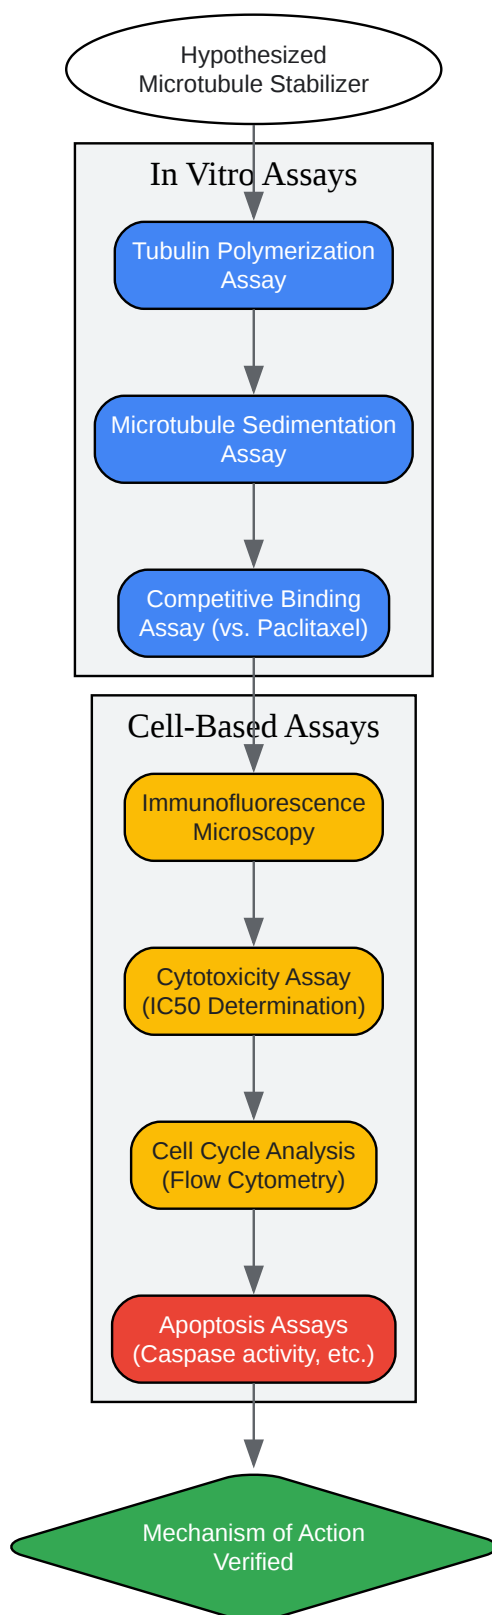 Hypothesized
Microtubule Stabilizer
In Vitro Assays
Tubulin Polymerization
Assay
Microtubule Sedimentation
Assay
Competitive Binding
Assay (vs. Paclitaxel)
Cell-Based Assays
Immunofluorescence
Microscopy
Cytotoxicity Assay
(IC50 Determination)
Cell Cycle Analysis
(Flow Cytometry)
Apoptosis Assays
(Caspase activity, etc.)
Mechanism of Action
Verified